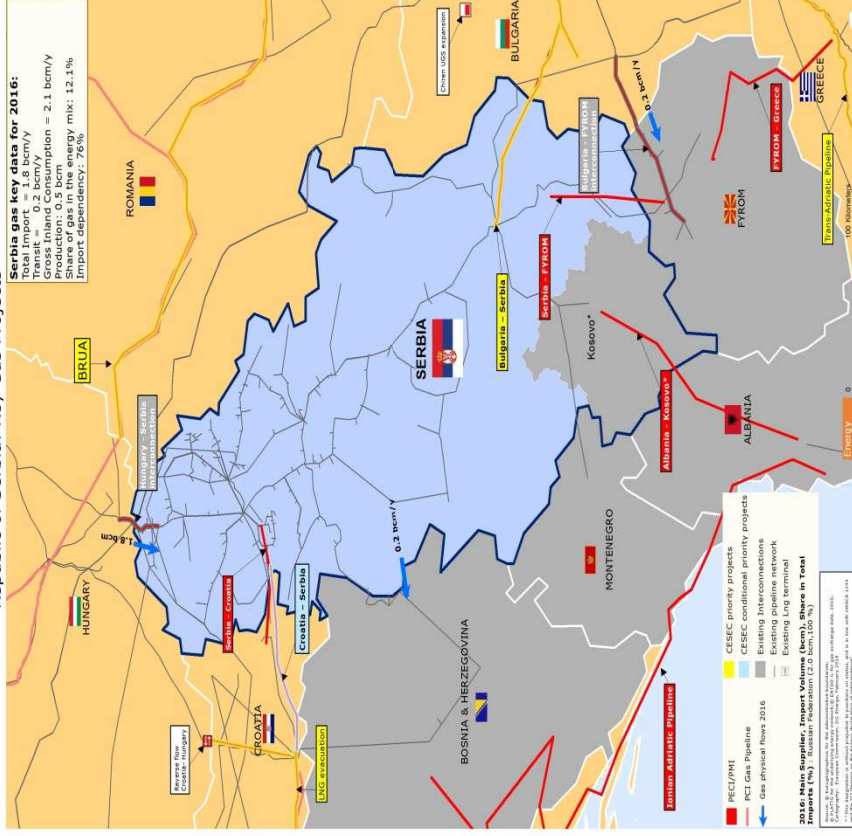 Serbia gas key data for 2016:
Total Import = 1.8 bcm/y
Transit = 0.2 bcm/y
Gross Inland Consumption = 2.1 bcm/y
Production: 0.5 bcm
Share of gas in the energy mix: 12.1%
Import dependency: 76%
ROMANIA
BRUA
Chiren UGS expansion
BULGARIA
HUNGARY
Hungary - Serbia
interconnection
1.8 bcm
SERBIA
Bulgaria – Serbia
Bulgaria - FYROM
interconnection
0.2 bcm/y
Serbia - FYROM
FYROM
FYROM - Greece
GREECE
Trans-Adriatic Pipeline
100 Kilometers
0
Reverse flow
Croatia- Hungary
CROATIA
Serbia - Croatia
Croatia – Serbia
LNG evacuation
0.2 bcm/y
BOSNIA & HERZEGOVINA
MONTENEGRO
Kosovo*
Albania - Kosovo*
ALBANIA
Energy
Ionian Adriatic Pipeline
PECI/PMI
PCI Gas Pipeline
Gas physical flows 2016
CESEC priority projects
CESEC conditional priority projects
Existing Interconnections
Existing pipeline network
Existing Lng terminal
2016: Main Supplier, Import Volume (bcm), Share in Total
Imports (%) : Russian Federation (2.0 bcm,100 %)